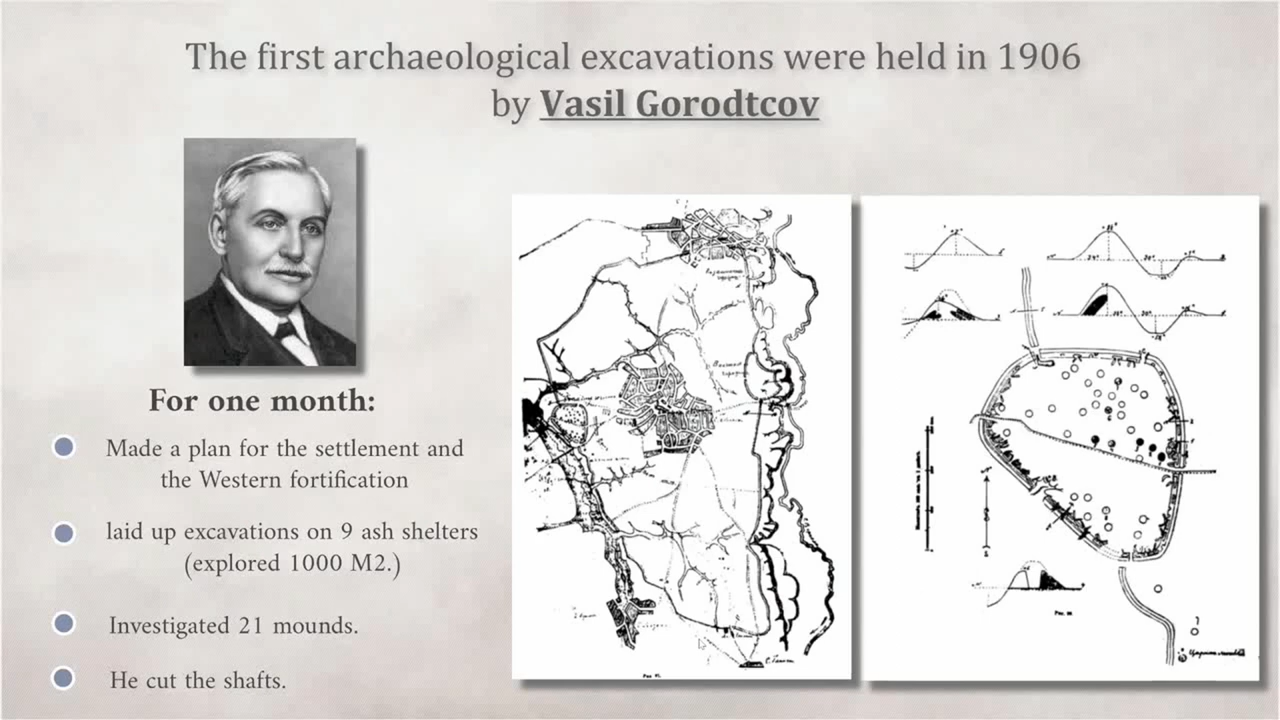 The first archaeological excavations were held in 1906
by Vasil Gorodtcov
For one month:
Made a plan for the settlement and
the Western fortification
laid up excavations on 9 ash shelters
(explored 1000 M2.)
Investigated 21 mounds.
He cut the shafts.